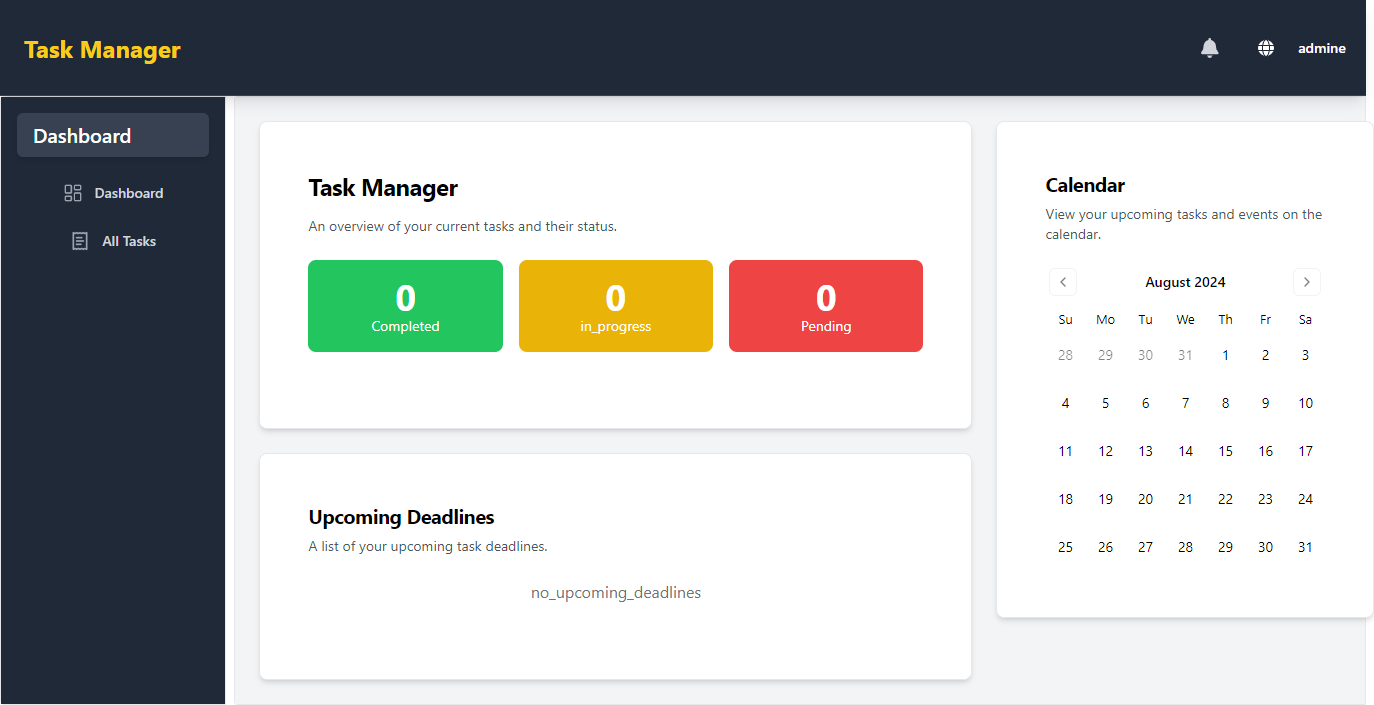 Task Manager
admine
Dashboard
Dashboard
All Tasks
Task Manager
An overview of your current tasks and their status.
0
Completed
0
in_progress
0
Pending
Upcoming Deadlines
A list of your upcoming task deadlines.
no_upcoming_deadlines
Calendar
View your upcoming tasks and events on the
calendar.
August 2024
Su Mo Tu We Th Fr Sa
28 29 30 31 1 2 3
4 5 6 7 8 9 10
11 12 13 14 15 16 17
18 19 20 21 22 23 24
25 26 27 28 29 30 31